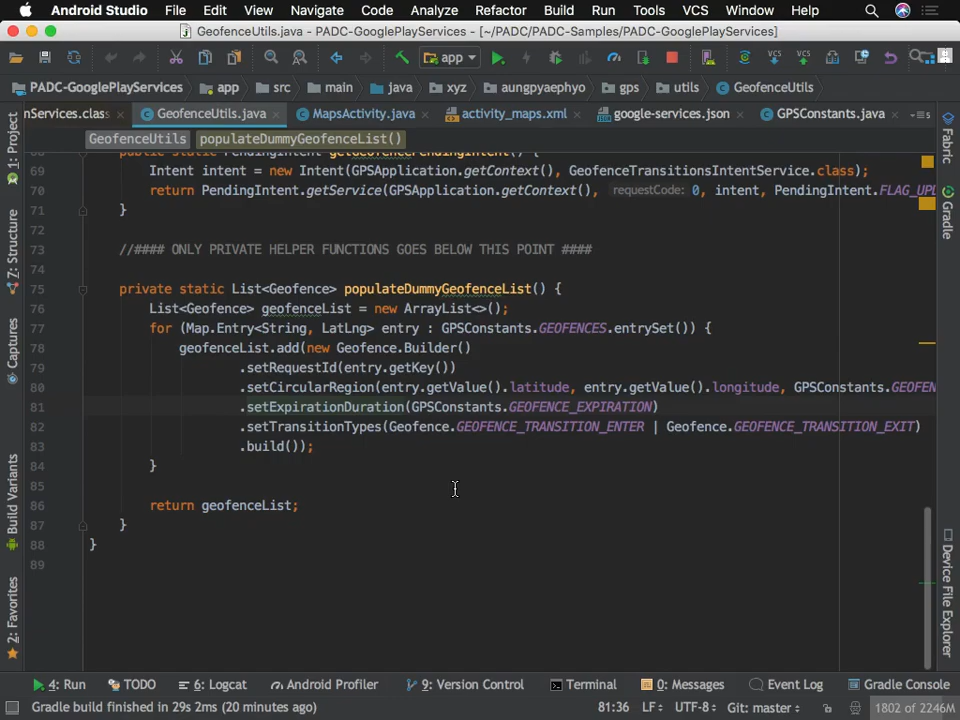 Android Studio File Edit View Navigate Code Analyze Refactor Build Run Tools VCS Window Help
GeofenceUtils.java - PADC-GooglePlayServices - [~/PADC/PADC-Samples/PADC-GooglePlayServices]
app
PADC-GooglePlayServices app src main java xyz aungpyaephyo gps utils GeofenceUtils
nServices.class GeofenceUtils.java MapsActivity.java activity_maps.xml google-services.json GPSConstants.java
GeofenceUtils populateDummyGeofenceList()
69 Intent intent = new Intent(GPSApplication.getContext(), GeofenceTransitionsIntentService.class);
70 return PendingIntent.getService(GPSApplication.getContext(), requestCode: 0, intent, PendingIntent.FLAG_UPD
71 }
72
73 //#### ONLY PRIVATE HELPER FUNCTIONS GOES BELOW THIS POINT ####
74
75 private static List<Geofence> populateDummyGeofenceList() {
76 List<Geofence> geofenceList = new ArrayList<>();
77 for (Map.Entry<String, LatLng> entry : GPSConstants.GEOFENCES.entrySet()) {
78 geofenceList.add(new Geofence.Builder()
79 .setRequestId(entry.getKey())
80 .setCircularRegion(entry.getValue().latitude, entry.getValue().longitude, GPSConstants.GEOFEN
81 .setExpirationDuration(GPSConstants.GEOFENCE_EXPIRATION)
82 .setTransitionTypes(Geofence.GEOFENCE_TRANSITION_ENTER | Geofence.GEOFENCE_TRANSITION_EXIT)
83 .build());
84 }
85
86 return geofenceList;
87 }
88 }
89
1: Project
7: Structure
Captures
Build Variants
2: Favorites
Fabric
Gradle
Device File Explorer
4: Run TODO 6: Logcat Android Profiler 9: Version Control Terminal 0: Messages Event Log Gradle Console
Gradle build finished in 29s 2ms (20 minutes ago) 81:36 LF UTF-8 Git: master 1802 of 2246M